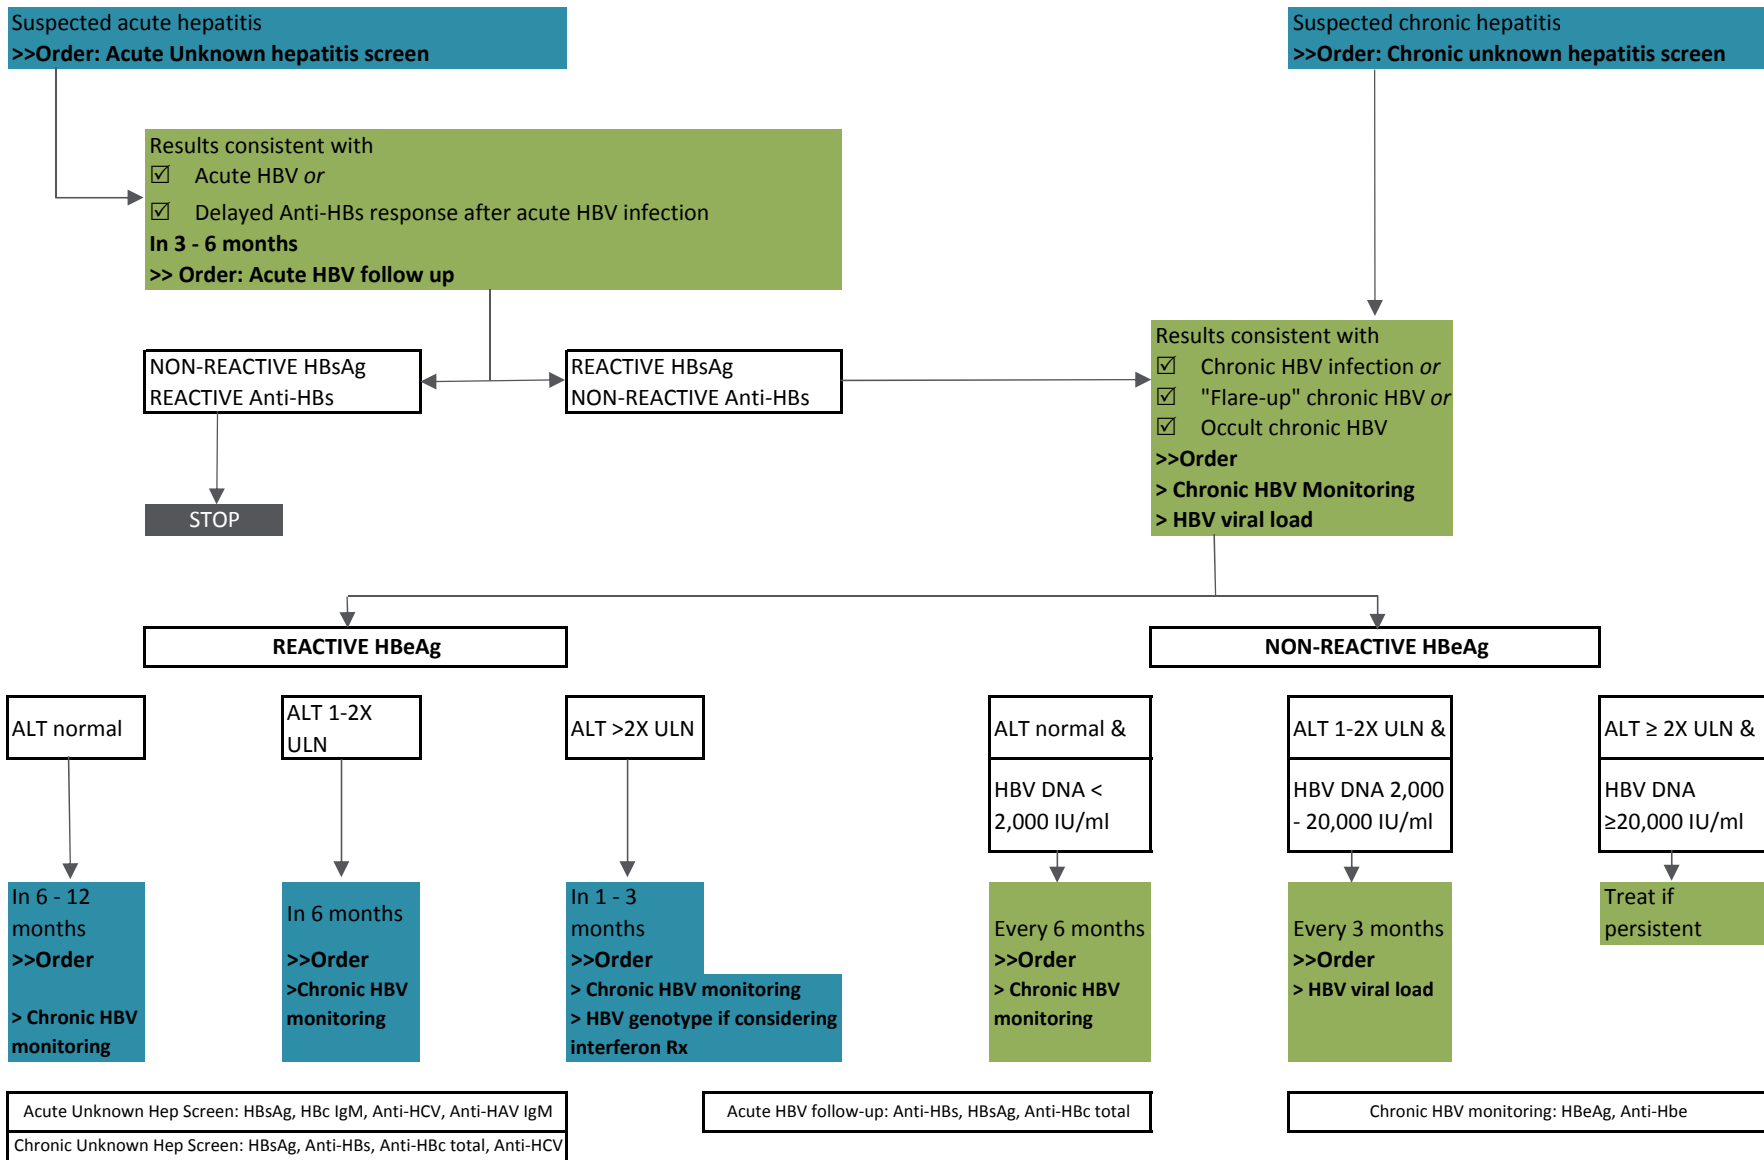 Suspected acute hepatitis
>>Order: Acute Unknown hepatitis screen
Suspected chronic hepatitis
>>Order: Chronic unknown hepatitis screen
Results consistent with
☑ Acute HBV or
☑ Delayed Anti-HBs response after acute HBV infection
In 3 - 6 months
>> Order: Acute HBV follow up
NON-REACTIVE HBsAg
REACTIVE Anti-HBs
REACTIVE HBsAg
NON-REACTIVE Anti-HBs
STOP
Results consistent with
☑ Chronic HBV infection or
☑ "Flare-up" chronic HBV or
☑ Occult chronic HBV
>>Order
> Chronic HBV Monitoring
> HBV viral load
REACTIVE HBeAg
NON-REACTIVE HBeAg
ALT normal
ALT 1-2X
ULN
ALT >2X ULN
ALT normal &
HBV DNA <
2,000 IU/ml
ALT 1-2X ULN &
HBV DNA 2,000
- 20,000 IU/ml
ALT ≥ 2X ULN &
HBV DNA
≥20,000 IU/ml
In 6 - 12
months
>>Order
> Chronic HBV
monitoring
In 6 months
>>Order
>Chronic HBV
monitoring
In 1 - 3
months
>>Order
> Chronic HBV monitoring
> HBV genotype if considering
interferon Rx
Every 6 months
>>Order
> Chronic HBV
monitoring
Every 3 months
>>Order
> HBV viral load
Treat if
persistent
Acute Unknown Hep Screen: HBsAg, HBc IgM, Anti-HCV, Anti-HAV IgM
Chronic Unknown Hep Screen: HBsAg, Anti-HBs, Anti-HBc total, Anti-HCV
Acute HBV follow-up: Anti-HBs, HBsAg, Anti-HBc total
Chronic HBV monitoring: HBeAg, Anti-Hbe